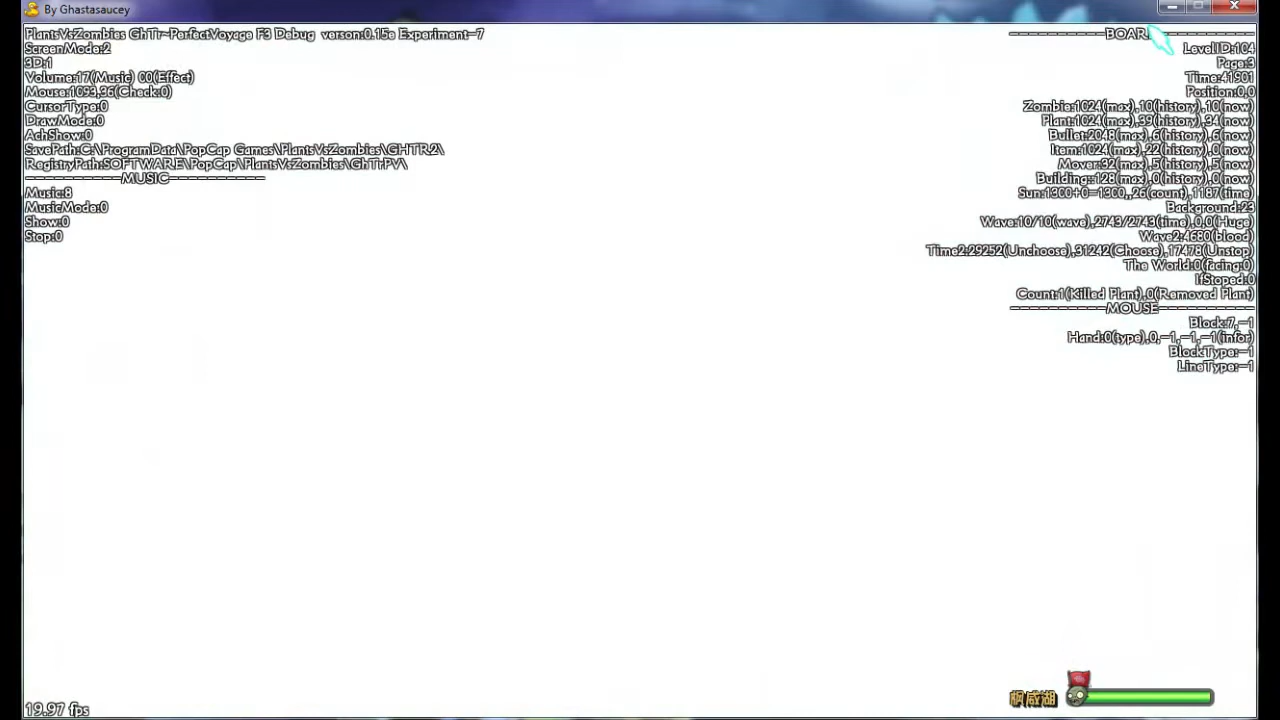 By Ghastasaucey
PlantsVsZombies GhTr~PerfectVoyage F3 Debug verson:0.15e Experiment-7
ScreenMode:2
3D:1
Volume:17(Music) 00(Effect)
Mouse:1093,36(Check:0)
CursorType:0
DrawMode:0
AchShow:0
SavePath:C:\ProgramData\PopCap Games\PlantsVsZombies\GHTR2\
RegistryPath:SOFTWARE\PopCap\PlantsVsZombies\GhTrPV\
----------MUSIC----------
Music:8
MusicMode:0
Show:0
Stop:0
----------BOARD----------
LevelID:104
Page:3
Time:41901
Position:0,0
Zombie:1024(max),10(history),10(now)
Plant:1024(max),39(history),34(now)
Bullet:2048(max),6(history),6(now)
Item:1024(max),22(history),0(now)
Mover:32(max),5(history),5(now)
Building::128(max),0(history),0(now)
Sun:1300+0=1300,,26(count),1187(time)
Background:23
Wave:10/10(wave),2743/2743(time),0,0(Huge)
Wave2:4680(blood)
Time2:29252(Unchoose),31242(Choose),17478(Unstop)
The World:0(facing:0)
IfStoped:0
Count:1(Killed Plant),0(Removed Plant)
----------MOUSE----------
Block:7,-1
Hand:0(type),0,-1,-1,-1(infor)
BlockType:-1
LineType:-1
19.97 fps